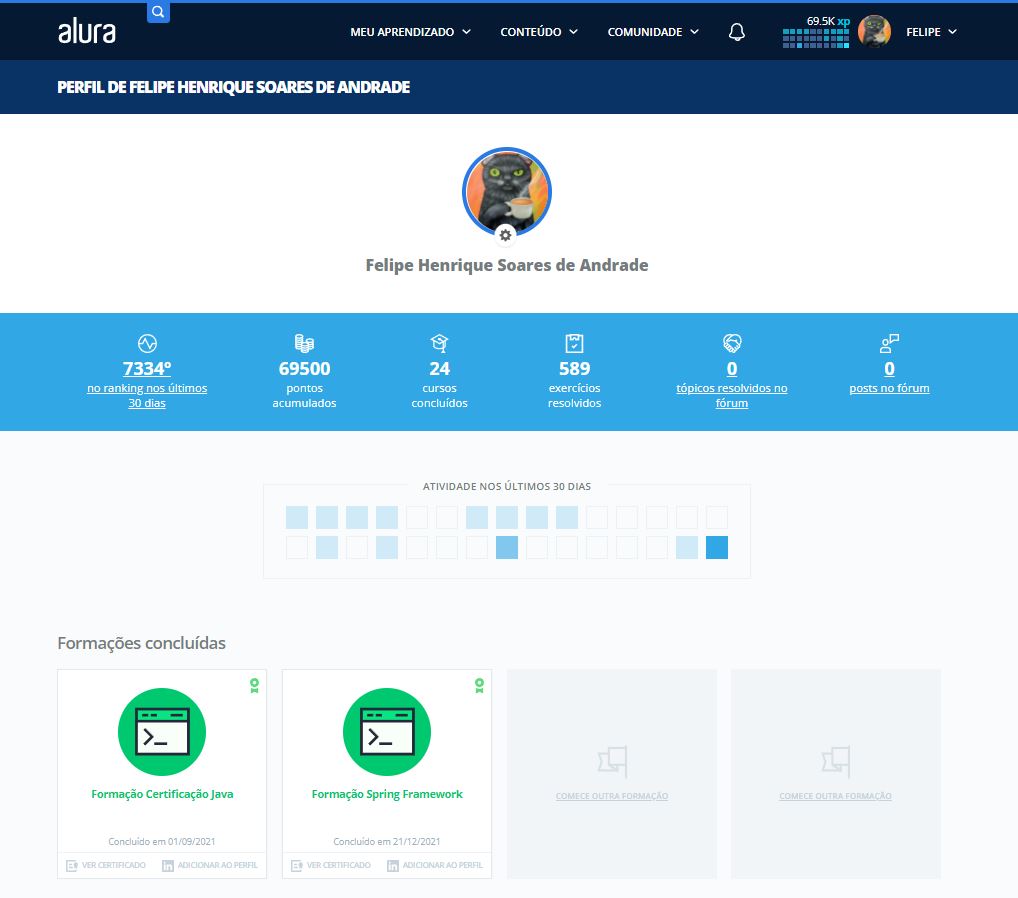 alura
MEU APRENDIZADO
CONTEÚDO
COMUNIDADE
69.5K xp
FELIPE
PERFIL DE FELIPE HENRIQUE SOARES DE ANDRADE
Felipe Henrique Soares de Andrade
7334º
no ranking nos últimos
30 dias
69500
pontos
acumulados
24
cursos
concluídos
589
exercícios
resolvidos
0
tópicos resolvidos no
fórum
0
posts no fórum
ATIVIDADE NOS ÚLTIMOS 30 DIAS
Formações concluídas
Formação Certificação Java
Concluído em 01/09/2021
VER CERTIFICADO
ADICIONAR AO PERFIL
Formação Spring Framework
Concluído em 21/12/2021
VER CERTIFICADO
ADICIONAR AO PERFIL
COMECE OUTRA FORMAÇÃO
COMECE OUTRA FORMAÇÃO